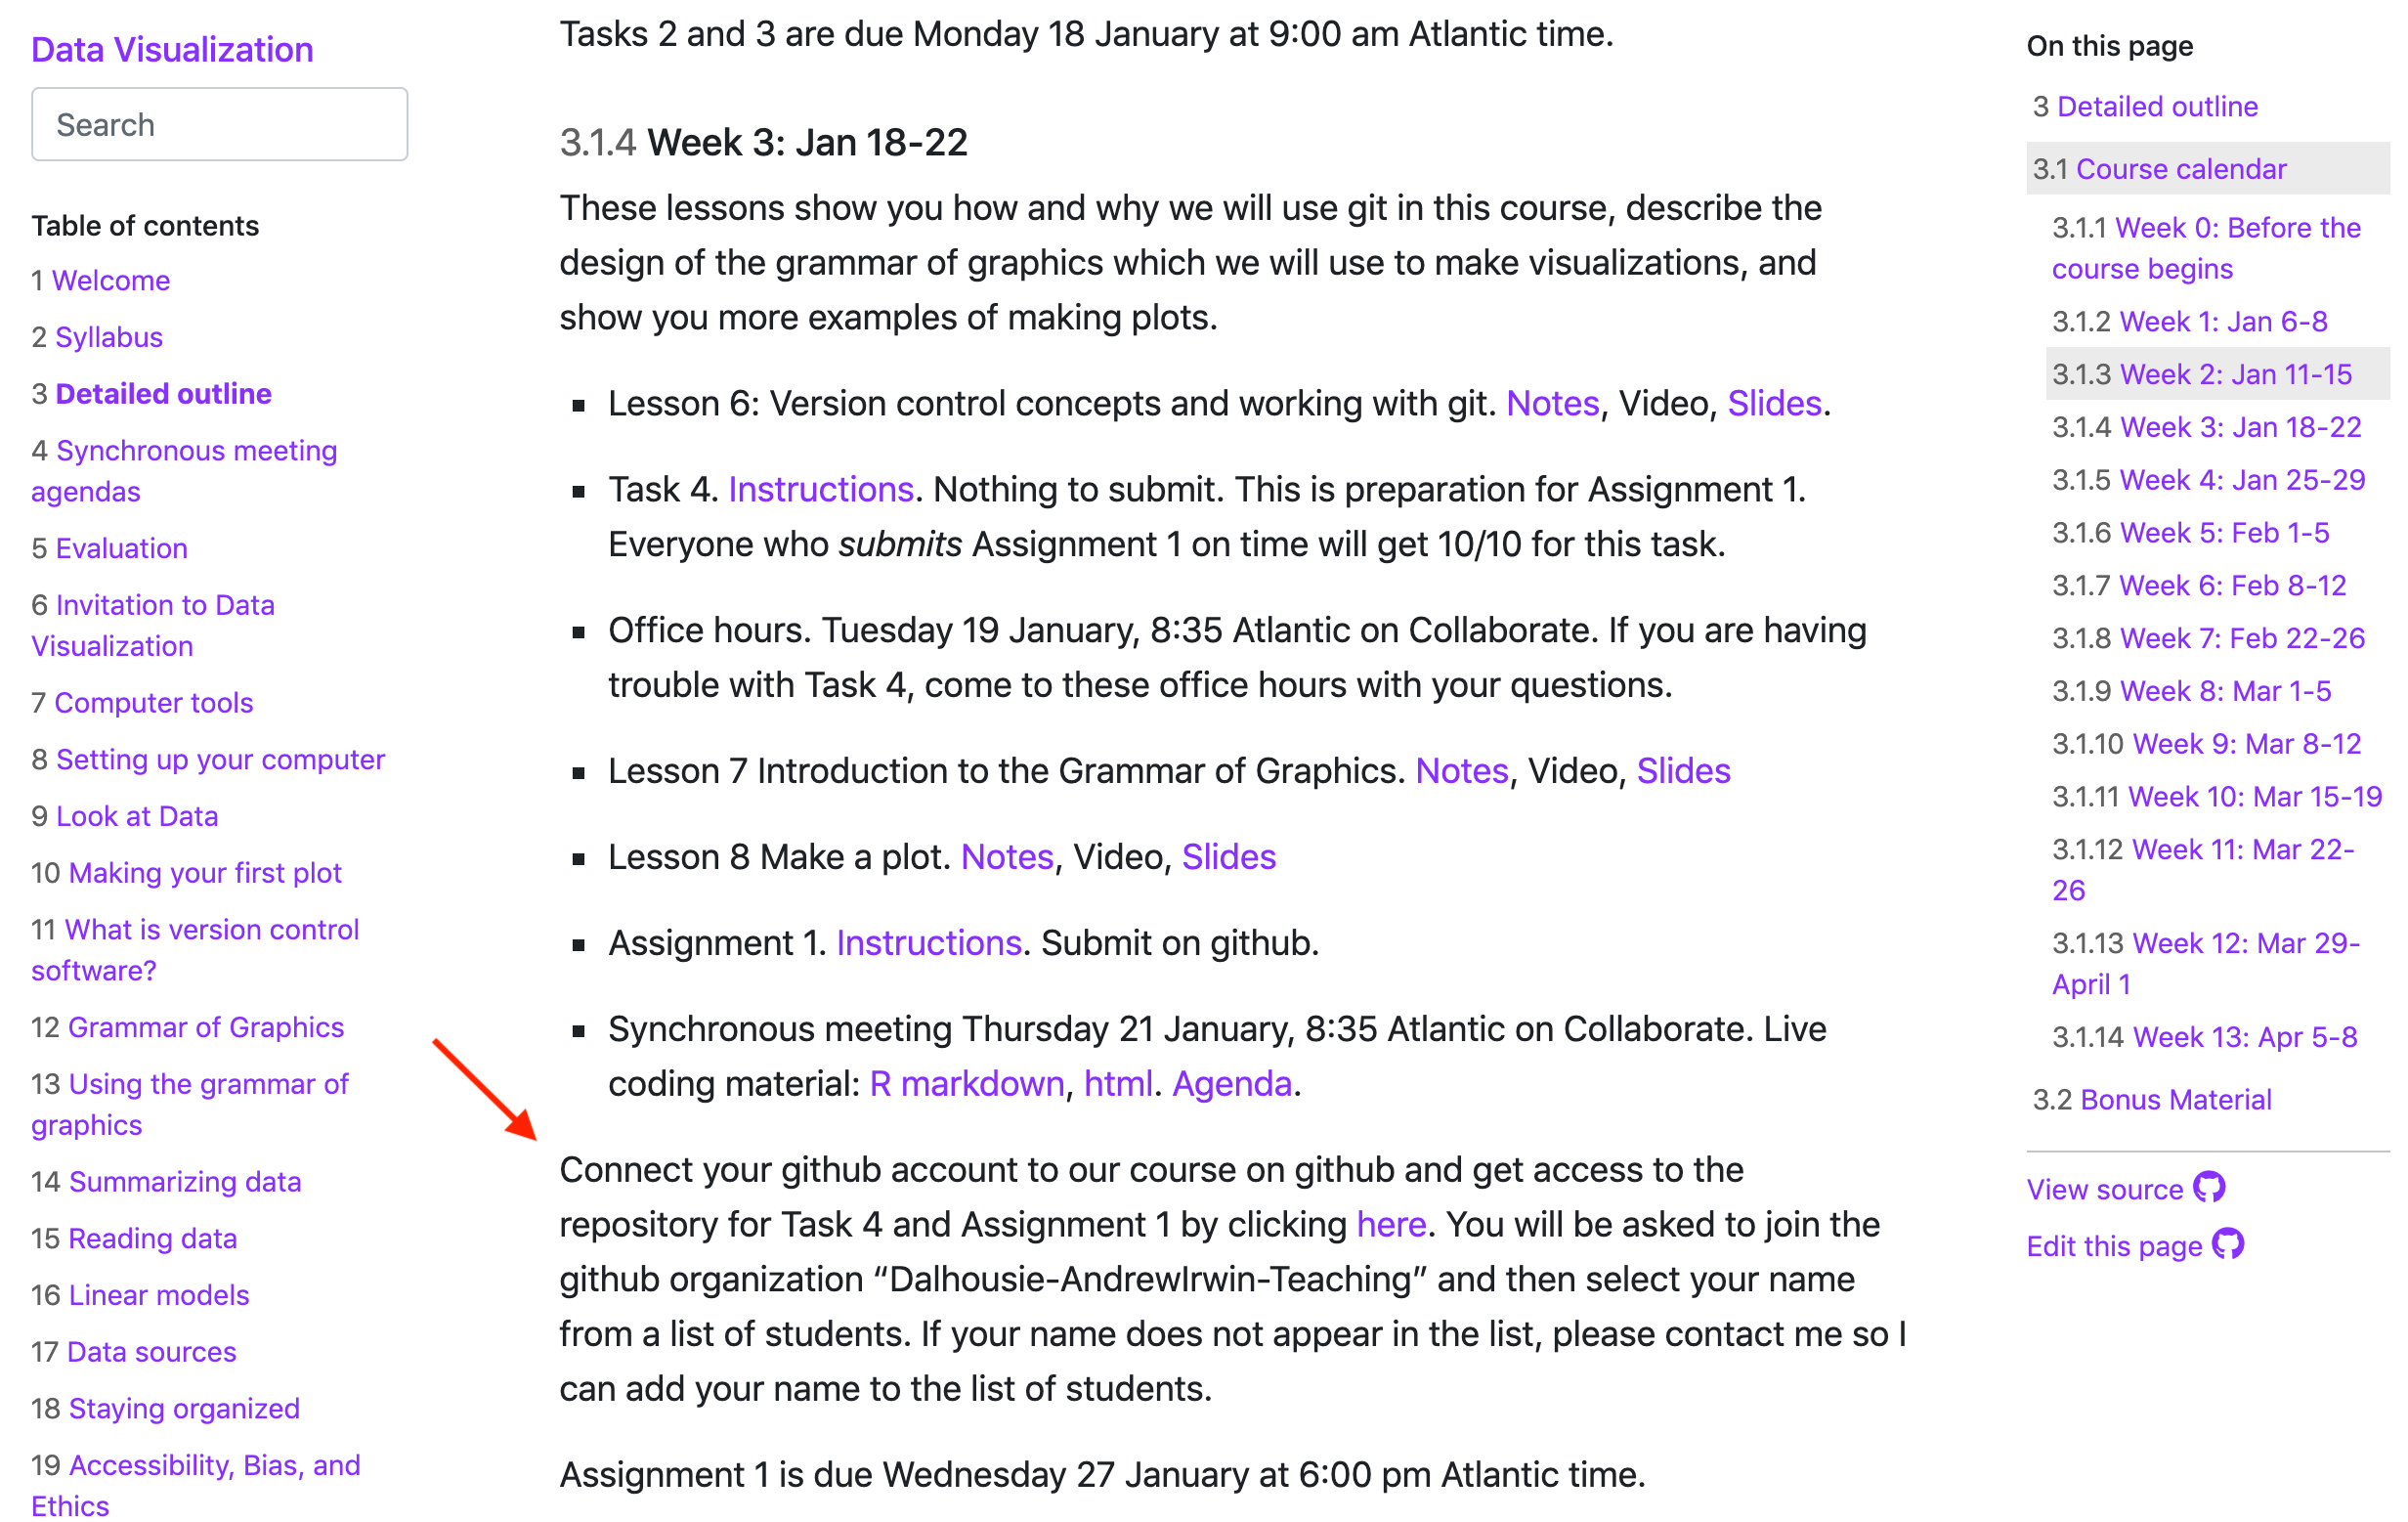 Data Visualization
Search
Table of contents
1 Welcome
2 Syllabus
3 Detailed outline
4 Synchronous meeting
agendas
5 Evaluation
6 Invitation to Data
Visualization
7 Computer tools
8 Setting up your computer
9 Look at Data
10 Making your first plot
11 What is version control
software?
12 Grammar of Graphics
13 Using the grammar of
graphics
14 Summarizing data
15 Reading data
16 Linear models
17 Data sources
18 Staying organized
19 Accessibility, Bias, and
Ethics
Tasks 2 and 3 are due Monday 18 January at 9:00 am Atlantic time.
3.1.4 Week 3: Jan 18-22
These lessons show you how and why we will use git in this course, describe the
design of the grammar of graphics which we will use to make visualizations, and
show you more examples of making plots.
▪ Lesson 6: Version control concepts and working with git. Notes, Video, Slides.
▪ Task 4. Instructions. Nothing to submit. This is preparation for Assignment 1.
Everyone who submits Assignment 1 on time will get 10/10 for this task.
▪ Office hours. Tuesday 19 January, 8:35 Atlantic on Collaborate. If you are having
trouble with Task 4, come to these office hours with your questions.
▪ Lesson 7 Introduction to the Grammar of Graphics. Notes, Video, Slides
▪ Lesson 8 Make a plot. Notes, Video, Slides
▪ Assignment 1. Instructions. Submit on github.
▪ Synchronous meeting Thursday 21 January, 8:35 Atlantic on Collaborate. Live
coding material: R markdown, html. Agenda.
Connect your github account to our course on github and get access to the
repository for Task 4 and Assignment 1 by clicking here. You will be asked to join the
github organization “Dalhousie-AndrewIrwin-Teaching” and then select your name
from a list of students. If your name does not appear in the list, please contact me so I
can add your name to the list of students.
Assignment 1 is due Wednesday 27 January at 6:00 pm Atlantic time.
On this page
3 Detailed outline
3.1 Course calendar
3.1.1 Week 0: Before the
course begins
3.1.2 Week 1: Jan 6-8
3.1.3 Week 2: Jan 11-15
3.1.4 Week 3: Jan 18-22
3.1.5 Week 4: Jan 25-29
3.1.6 Week 5: Feb 1-5
3.1.7 Week 6: Feb 8-12
3.1.8 Week 7: Feb 22-26
3.1.9 Week 8: Mar 1-5
3.1.10 Week 9: Mar 8-12
3.1.11 Week 10: Mar 15-19
3.1.12 Week 11: Mar 22-
26
3.1.13 Week 12: Mar 29-
April 1
3.1.14 Week 13: Apr 5-8
3.2 Bonus Material
View source
Edit this page